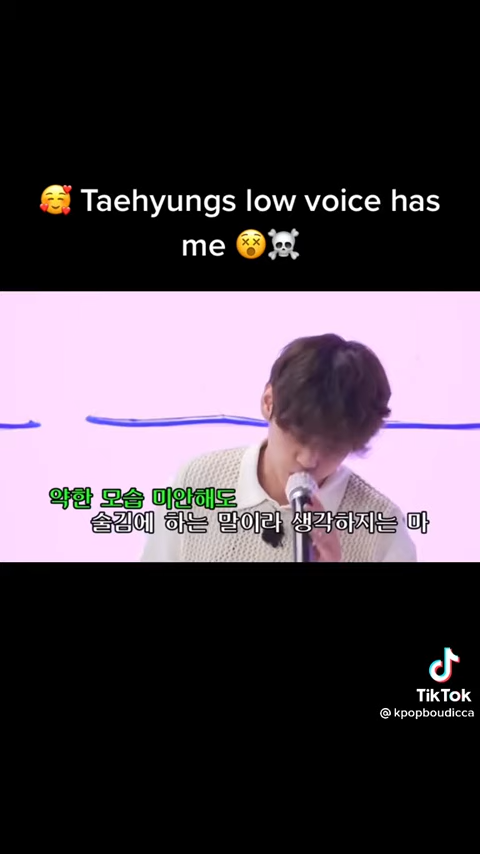 🥰 Taehyungs low voice has
me 😵☠️
약한 모습 미안해도
술김에 하는 말이라 생각하지는 마
TikTok
@kpopboudicca